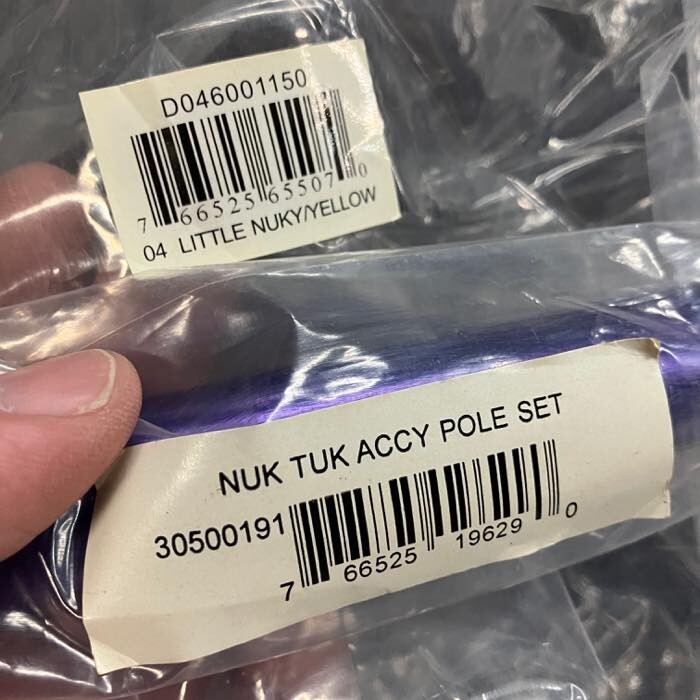 D046001150
7 66525 65507 0
04 LITTLE NUKY/YELLOW
NUK TUK ACCY POLE SET
30500191
7 66525 19629 0